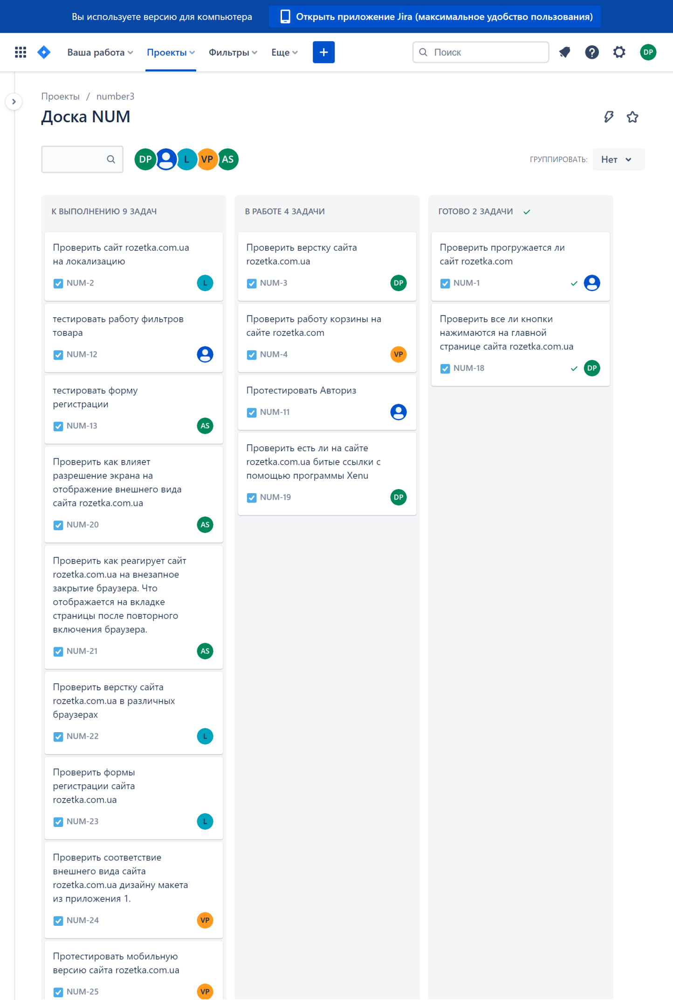 Вы используете версию для компьютера
Открыть приложение Jira (максимальное удобство пользования)
Ваша работа
Проекты
Фильтры
Еще
Поиск
DP
Проекты / number3
Доска NUM
DP
L
VP
AS
ГРУППИРОВАТЬ:
Нет
К ВЫПОЛНЕНИЮ 9 ЗАДАЧ
Проверить сайт rozetka.com.ua
на локализацию
NUM-2
L
тестировать работу фильтров
товара
NUM-12
тестировать форму
регистрации
NUM-13
AS
Проверить как влияет
разрешение экрана на
отображение внешнего вида
сайта rozetka.com.ua
NUM-20
AS
Проверить как реагирует сайт
rozetka.com.ua на внезапное
закрытие браузера. Что
отображается на вкладке
страницы после повторного
включения браузера.
NUM-21
AS
Проверить верстку сайта
rozetka.com.ua в различных
браузерах
NUM-22
L
Проверить формы
регистрации сайта
rozetka.com.ua
NUM-23
L
Проверить соответствие
внешнего вида сайта
rozetka.com.ua дизайну макета
из приложения 1.
NUM-24
VP
Протестировать мобильную
версию сайта rozetka.com.ua
NUM-25
VP
В РАБОТЕ 4 ЗАДАЧИ
Проверить верстку сайта
rozetka.com.ua
NUM-3
DP
Проверить работу корзины на
сайте rozetka.com
NUM-4
VP
Протестировать Авториз
NUM-11
Проверить есть ли на сайте
rozetka.com.ua битые ссылки с
помощью программы Xenu
NUM-19
DP
ГОТОВО 2 ЗАДАЧИ
Проверить прогружается ли
сайт rozetka.com
NUM-1
Проверить все ли кнопки
нажимаются на главной
странице сайта rozetka.com.ua
NUM-18
DP